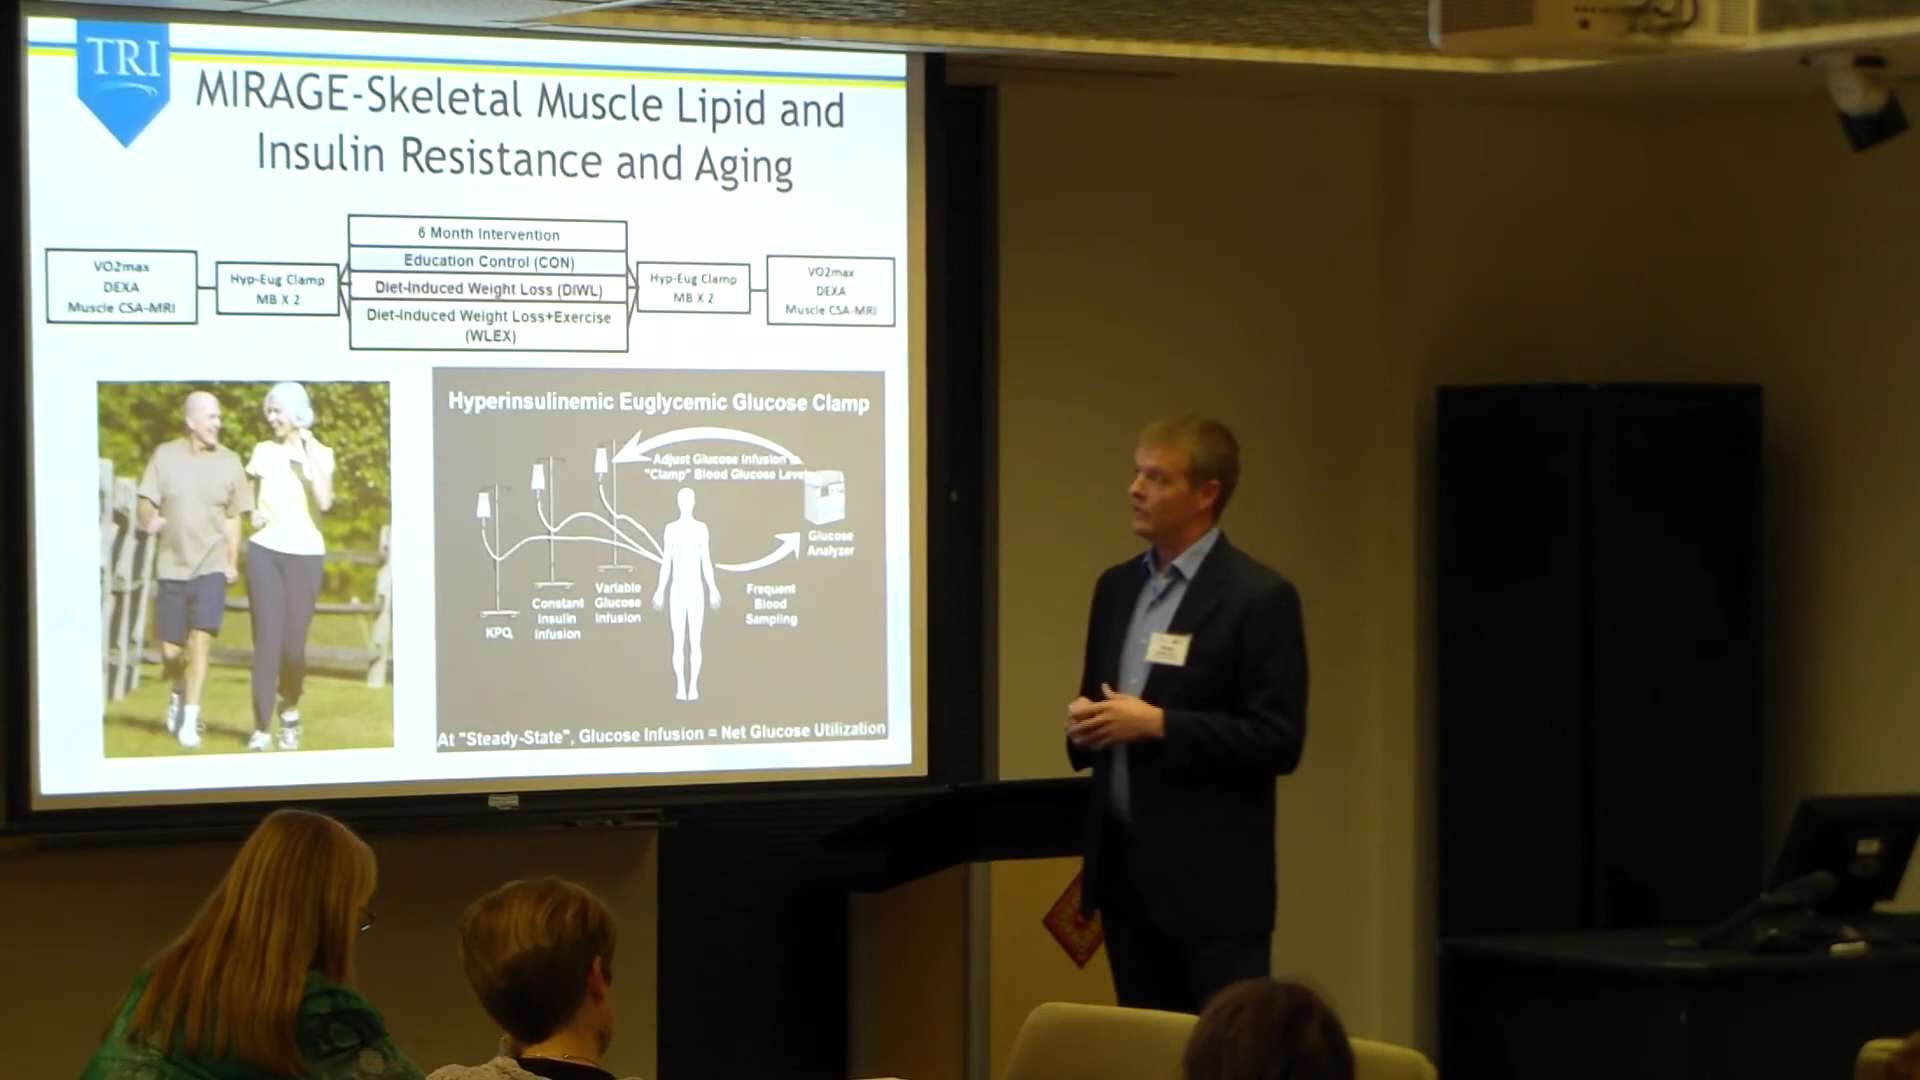 TRI
MIRAGE-Skeletal Muscle Lipid and
Insulin Resistance and Aging
VO2max
DEXA
Muscle CSA-MRI
Hyp-Eug Clamp
MB X 2
6 Month Intervention
Education Control (CON)
Diet-Induced Weight Loss (DIWL)
Diet-Induced Weight Loss+Exercise
(WLEX)
Hyp-Eug Clamp
MB X 2
VO2max
DEXA
Muscle CSA-MRI
Hyperinsulinemic Euglycemic Glucose Clamp
Adjust Glucose Infusion
"Clamp" Blood Glucose Level
Glucose
Analyzer
Variable
Glucose
Infusion
Constant
Insulin
Infusion
Frequent
Blood
Sampling
At "Steady-State", Glucose Infusion = Net Glucose Utilization